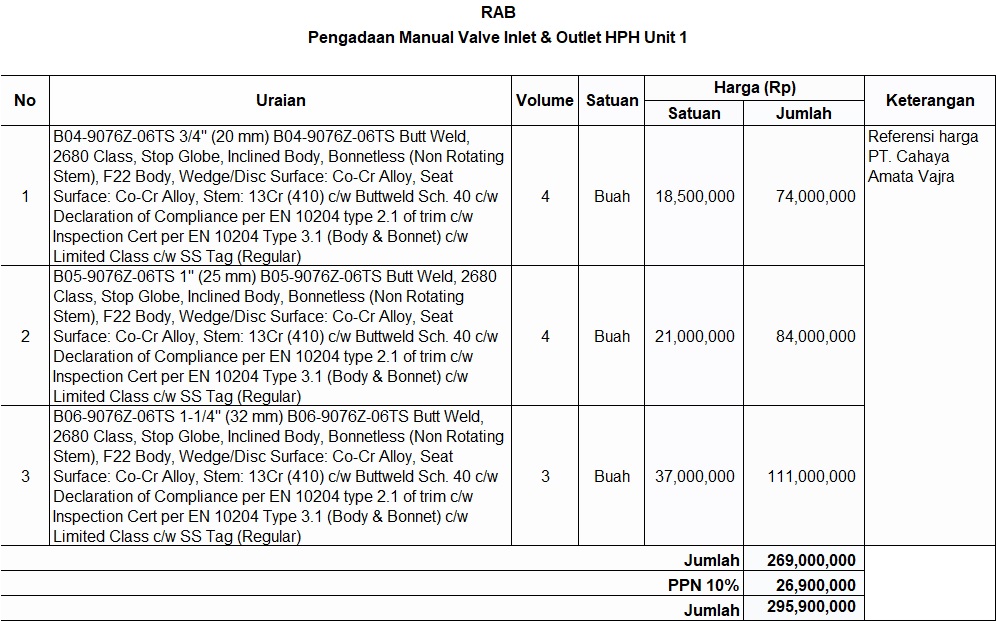 RAB
Pengadaan Manual Valve Inlet & Outlet HPH Unit 1
No Uraian Volume Satuan Harga (Rp) Keterangan
Satuan Jumlah
B04-9076Z-06TS 3/4" (20 mm) B04-9076Z-06TS Butt Weld,
2680 Class, Stop Globe, Inclined Body, Bonnetless (Non Rotating
Stem), F22 Body, Wedge/Disc Surface: Co-Cr Alloy, Seat
1 Surface: Co-Cr Alloy, Stem: 13Cr (410) c/w Buttweld Sch. 40 c/w 4 Buah 18,500,000 74,000,000
Declaration of Compliance per EN 10204 type 2.1 of trim c/w
Inspection Cert per EN 10204 Type 3.1 (Body & Bonnet) c/w
Limited Class c/w SS Tag (Regular)
Referensi harga
PT. Cahaya
Amata Vajra
B05-9076Z-06TS 1" (25 mm) B05-9076Z-06TS Butt Weld, 2680
Class, Stop Globe, Inclined Body, Bonnetless (Non Rotating
Stem), F22 Body, Wedge/Disc Surface: Co-Cr Alloy, Seat
2 Surface: Co-Cr Alloy, Stem: 13Cr (410) c/w Buttweld Sch. 40 c/w 4 Buah 21,000,000 84,000,000
Declaration of Compliance per EN 10204 type 2.1 of trim c/w
Inspection Cert per EN 10204 Type 3.1 (Body & Bonnet) c/w
Limited Class c/w SS Tag (Regular)
B06-9076Z-06TS 1-1/4" (32 mm) B06-9076Z-06TS Butt Weld,
2680 Class, Stop Globe, Inclined Body, Bonnetless (Non Rotating
Stem), F22 Body, Wedge/Disc Surface: Co-Cr Alloy, Seat
3 Surface: Co-Cr Alloy, Stem: 13Cr (410) c/w Buttweld Sch. 40 c/w 3 Buah 37,000,000 111,000,000
Declaration of Compliance per EN 10204 type 2.1 of trim c/w
Inspection Cert per EN 10204 Type 3.1 (Body & Bonnet) c/w
Limited Class c/w SS Tag (Regular)
Jumlah 269,000,000
PPN 10% 26,900,000
Jumlah 295,900,000